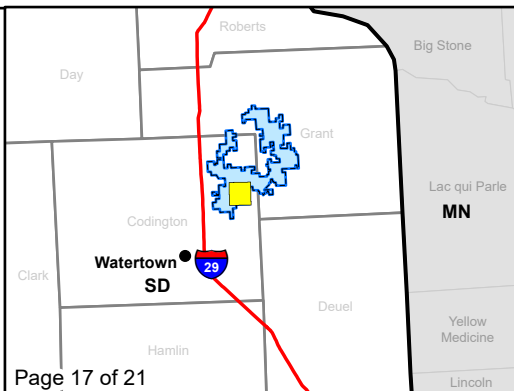 Roberts
Big Stone
Day
Grant
Lac qui Parle
MN
Codington
Watertown
29
SD
Clark
Deuel
Yellow
Medicine
Hamlin
Page 17 of 21
Lincoln